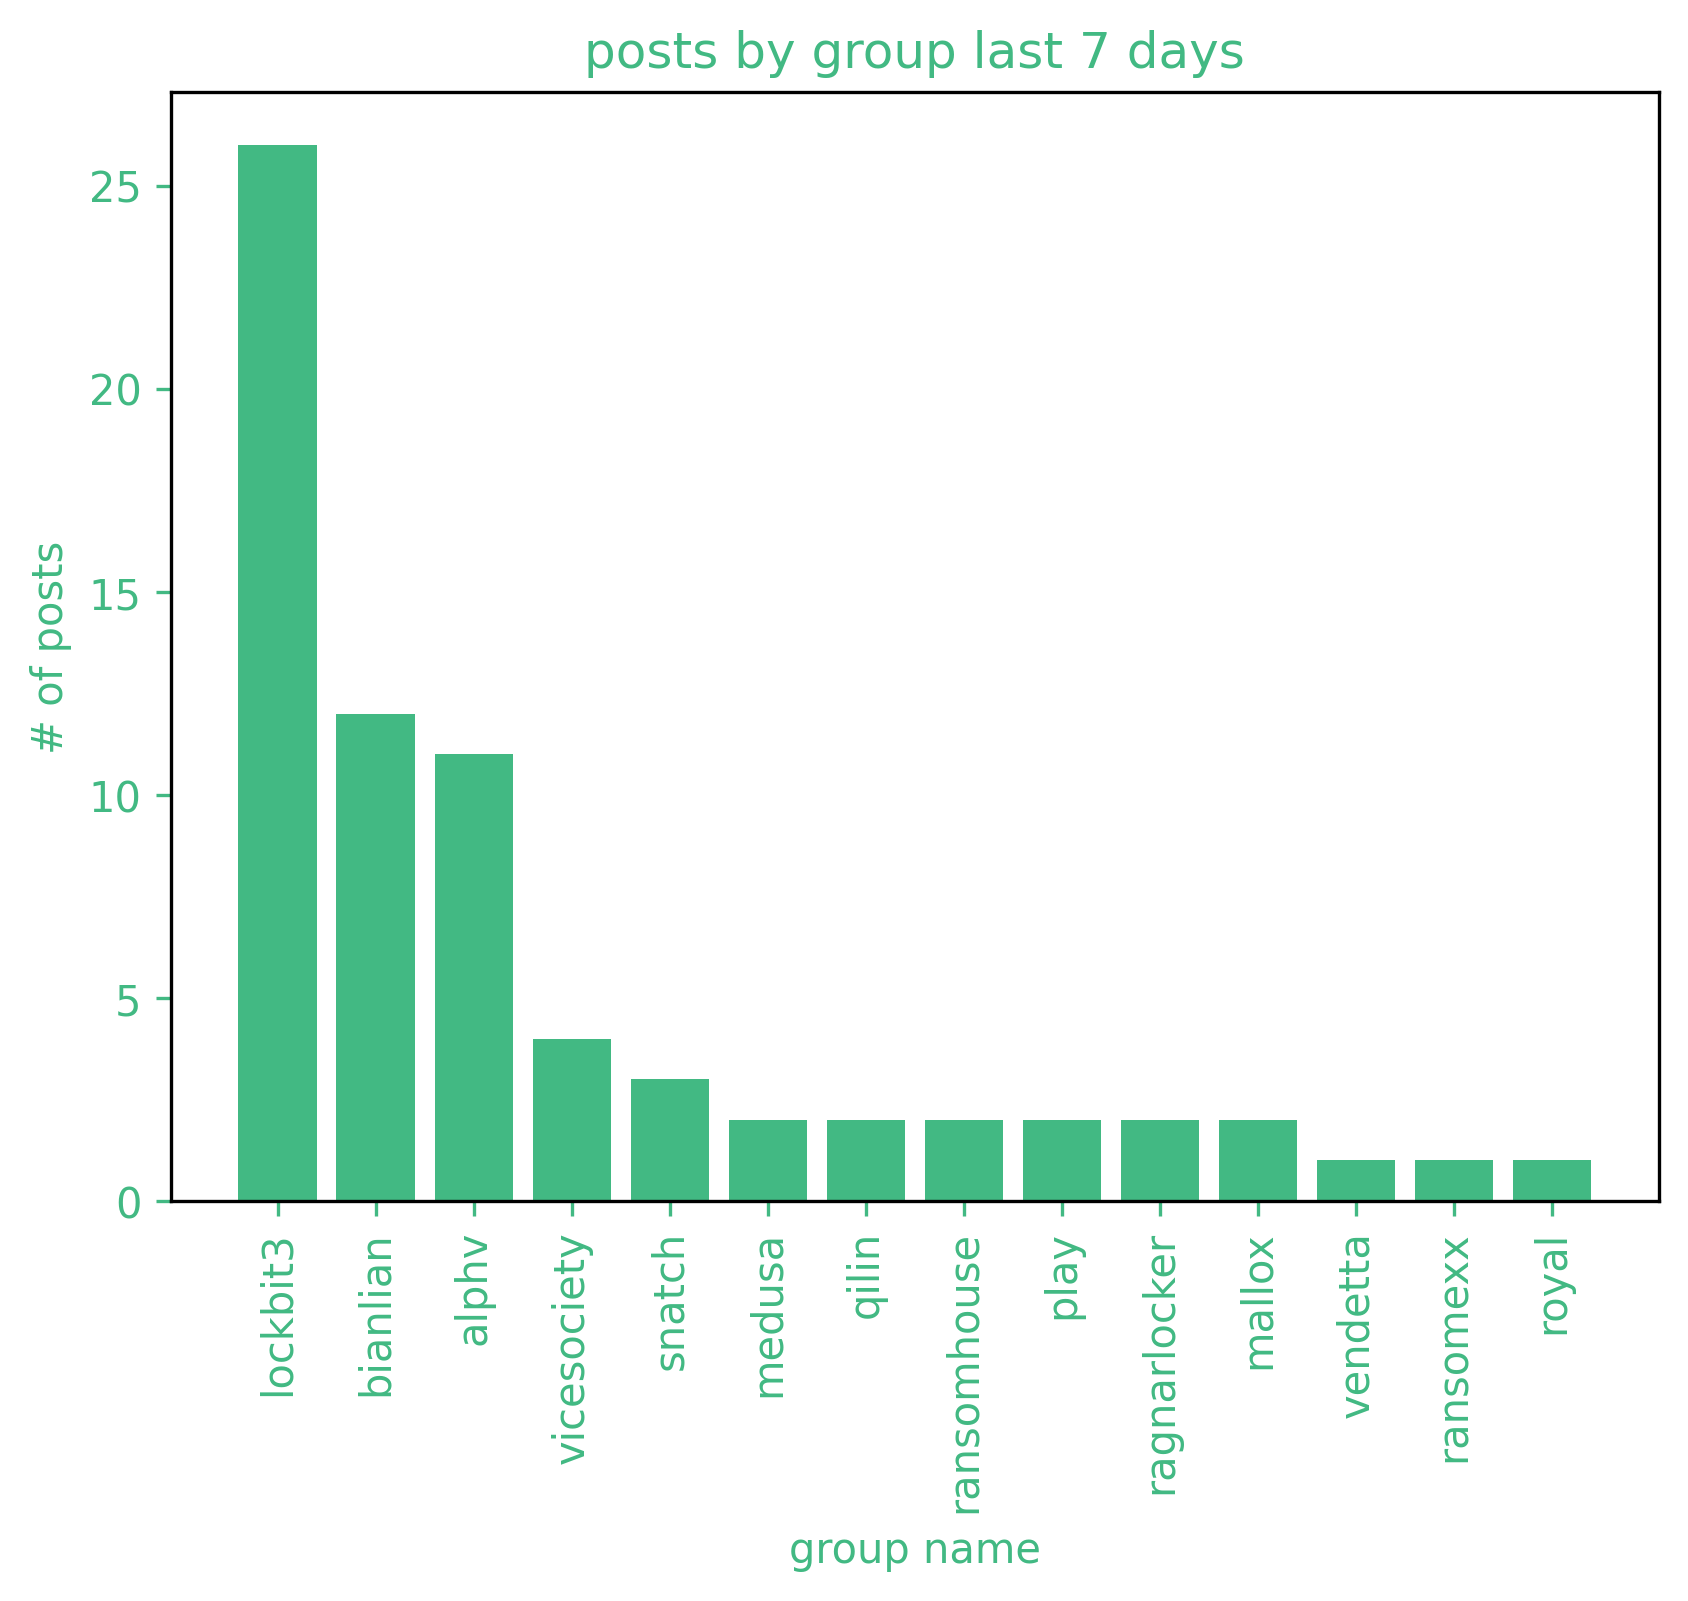 posts by group last 7 days
# of posts
25
20
15
10
5
0
lockbit3
bianlian
alphv
vicesociety
snatch
medusa
qilin
ransomhouse
play
ragnarlocker
mallox
vendetta
ransomexx
royal
group name